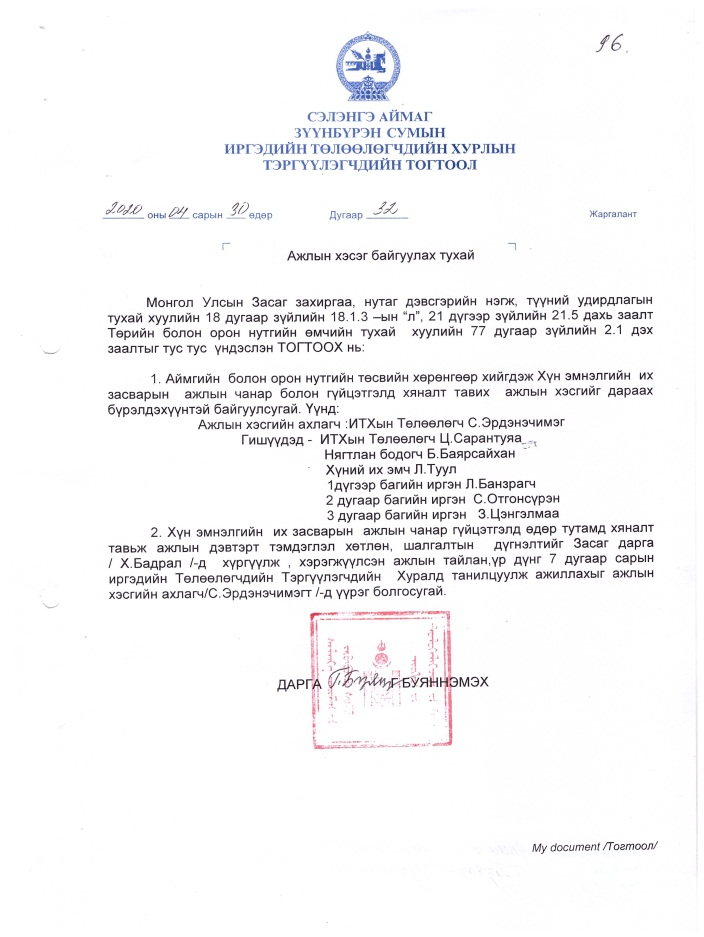 96.
СЭЛЭНГЭ АЙМАГ
ЗҮҮНБҮРЭН СУМЫН
ИРГЭДИЙН ТӨЛӨӨЛӨГЧДИЙН ХУРЛЫН
ТЭРГҮҮЛЭГЧДИЙН ТОГТООЛ
2020 оны 04 сарын 30 өдөр Дугаар 32 Жаргалант
Ажлын хэсэг байгуулах тухай
Монгол Улсын Засаг захиргаа, нутаг дэвсгэрийн нэгж, түүний удирдлагын
тухай хуулийн 18 дугаар зүйлийн 18.1.3 –ын “л”, 21 дүгээр зүйлийн 21.5 дахь заалт
Төрийн болон орон нутгийн өмчийн тухай хуулийн 77 дугаар зүйлийн 2.1 дэх
заалтыг тус тус үндэслэн ТОГТООХ нь:
1. Аймгийн болон орон нутгийн төсвийн хөрөнгөөр хийгдэж Хүн эмнэлгийн их
засварын ажлын чанар болон гүйцэтгэлд хяналт тавих ажлын хэсгийг дараах
бүрэлдэхүүнтэй байгуулсугай. Үүнд:
Ажлын хэсгийн ахлагч :ИТХын Төлөөлөгч С.Эрдэнэчимэг
Гишүүдэд - ИТХын Төлөөлөгч Ц.Сарантуяа
Нягтлан бодогч Б.Баярсайхан
Хүний их эмч Л.Туул
1дүгээр багийн иргэн Л.Банзрагч
2 дугаар багийн иргэн С.Отгонсүрэн
3 дугаар багийн иргэн З.Цэнгэлмаа
2. Хүн эмнэлгийн их засварын ажлын чанар гүйцэтгэлд өдөр тутамд хяналт
тавьж ажлын дэвтэрт тэмдэглэл хөтлөн, шалгалтын дүгнэлтийг Засаг дарга
/ Х.Бадрал /-д хүргүүлж , хэрэгжүүлсэн ажлын тайлан,үр дүнг 7 дугаар сарын
иргэдийн Төлөөлөгчдийн Тэргүүлэгчдийн Хуралд танилцуулж ажиллахыг ажлын
хэсгийн ахлагч/С.Эрдэнэчимэгт /-д үүрэг болгосугай.
ДАРГА Г.БУЯННЭМЭХ
My document /Тогтоол/